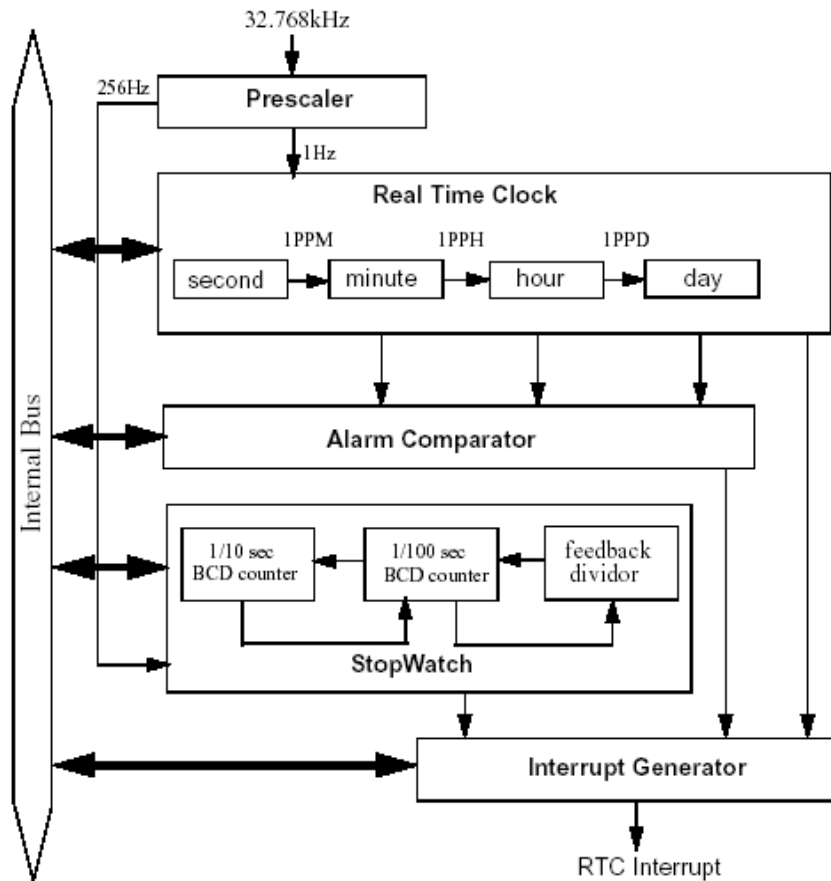 32.768kHz
256Hz
Prescaler
1Hz
Real Time Clock
1PPM
1PPH
1PPD
second
minute
hour
day
Internal Bus
Alarm Comparator
1/10 sec
BCD counter
1/100 sec
BCD counter
feedback
dividor
StopWatch
Interrupt Generator
RTC Interrupt